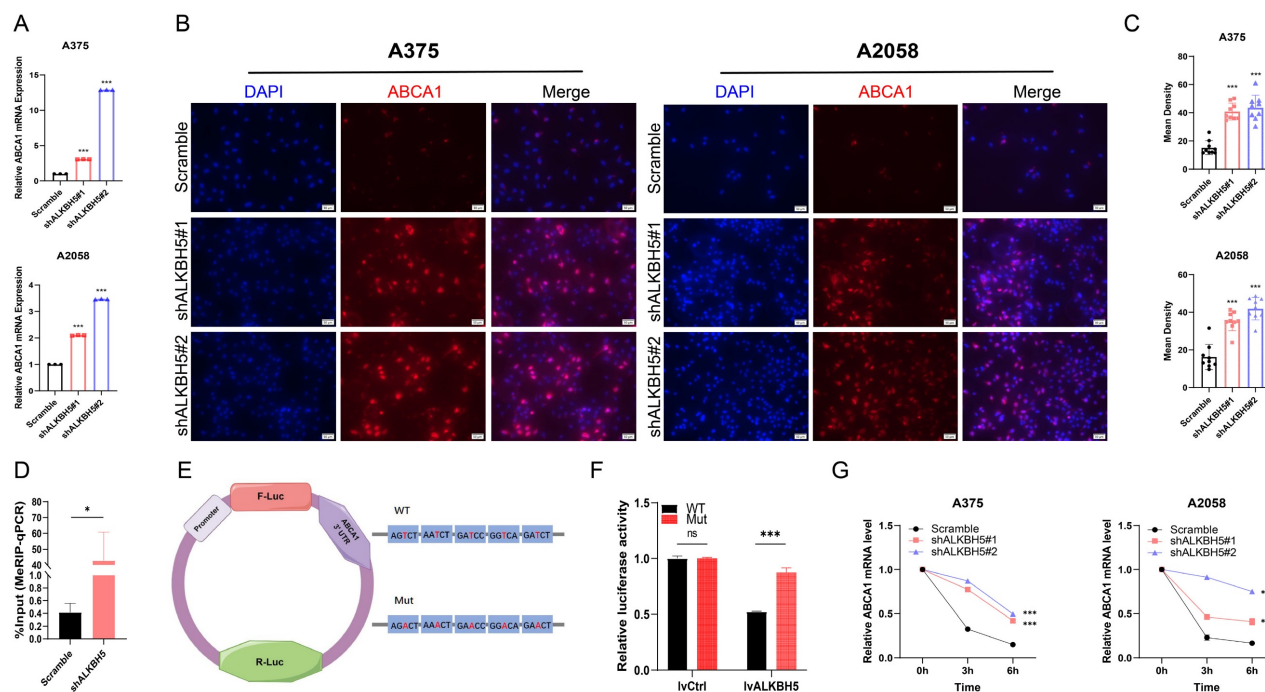 A
A375
Relative ABCA1 mRNA Expression
15
10
5
0
***
***
Scramble
shALKBH5#1
shALKBH5#2
A2058
Relative ABCA1 mRNA Expression
4
3
2
1
0
***
***
Scramble
shALKBH5#1
shALKBH5#2
B
A375
DAPI
ABCA1
Merge
A2058
DAPI
ABCA1
Merge
Scramble
shALKBH5#1
shALKBH5#2
Scramble
shALKBH5#1
shALKBH5#2
C
A375
Mean Density
80
60
40
20
0
***
***
Scramble
shALKBH5#1
shALKBH5#2
A2058
Mean Density
60
40
20
0
***
***
Scramble
shALKBH5#1
shALKBH5#2
D
%Input (MeRIP-qPCR)
80
70
60
50
40
1.0
0.8
0.6
0.4
0.2
0.0
*
Scramble
shALKBH5
E
Promoter
F-Luc
ABCA1
3' UTR
R-Luc
WT
AGTCT AATCT GATCC GGTCA GATCT
Mut
AGACT AAACT GAACC GGACA GAACT
F
Relative luciferase activity
1.5
1.0
0.5
0.0
WT
Mut
ns
***
lvCtrl
lvALKBH5
G
A375
Relative ABCA1 mRNA level
1.5
1.0
0.5
0.0
Scramble
shALKBH5#1
shALKBH5#2
***
***
0h 3h 6h
Time
A2058
Relative ABCA1 mRNA level
1.5
1.0
0.5
0.0
Scramble
shALKBH5#1
shALKBH5#2
*
*
0h 3h 6h
Time